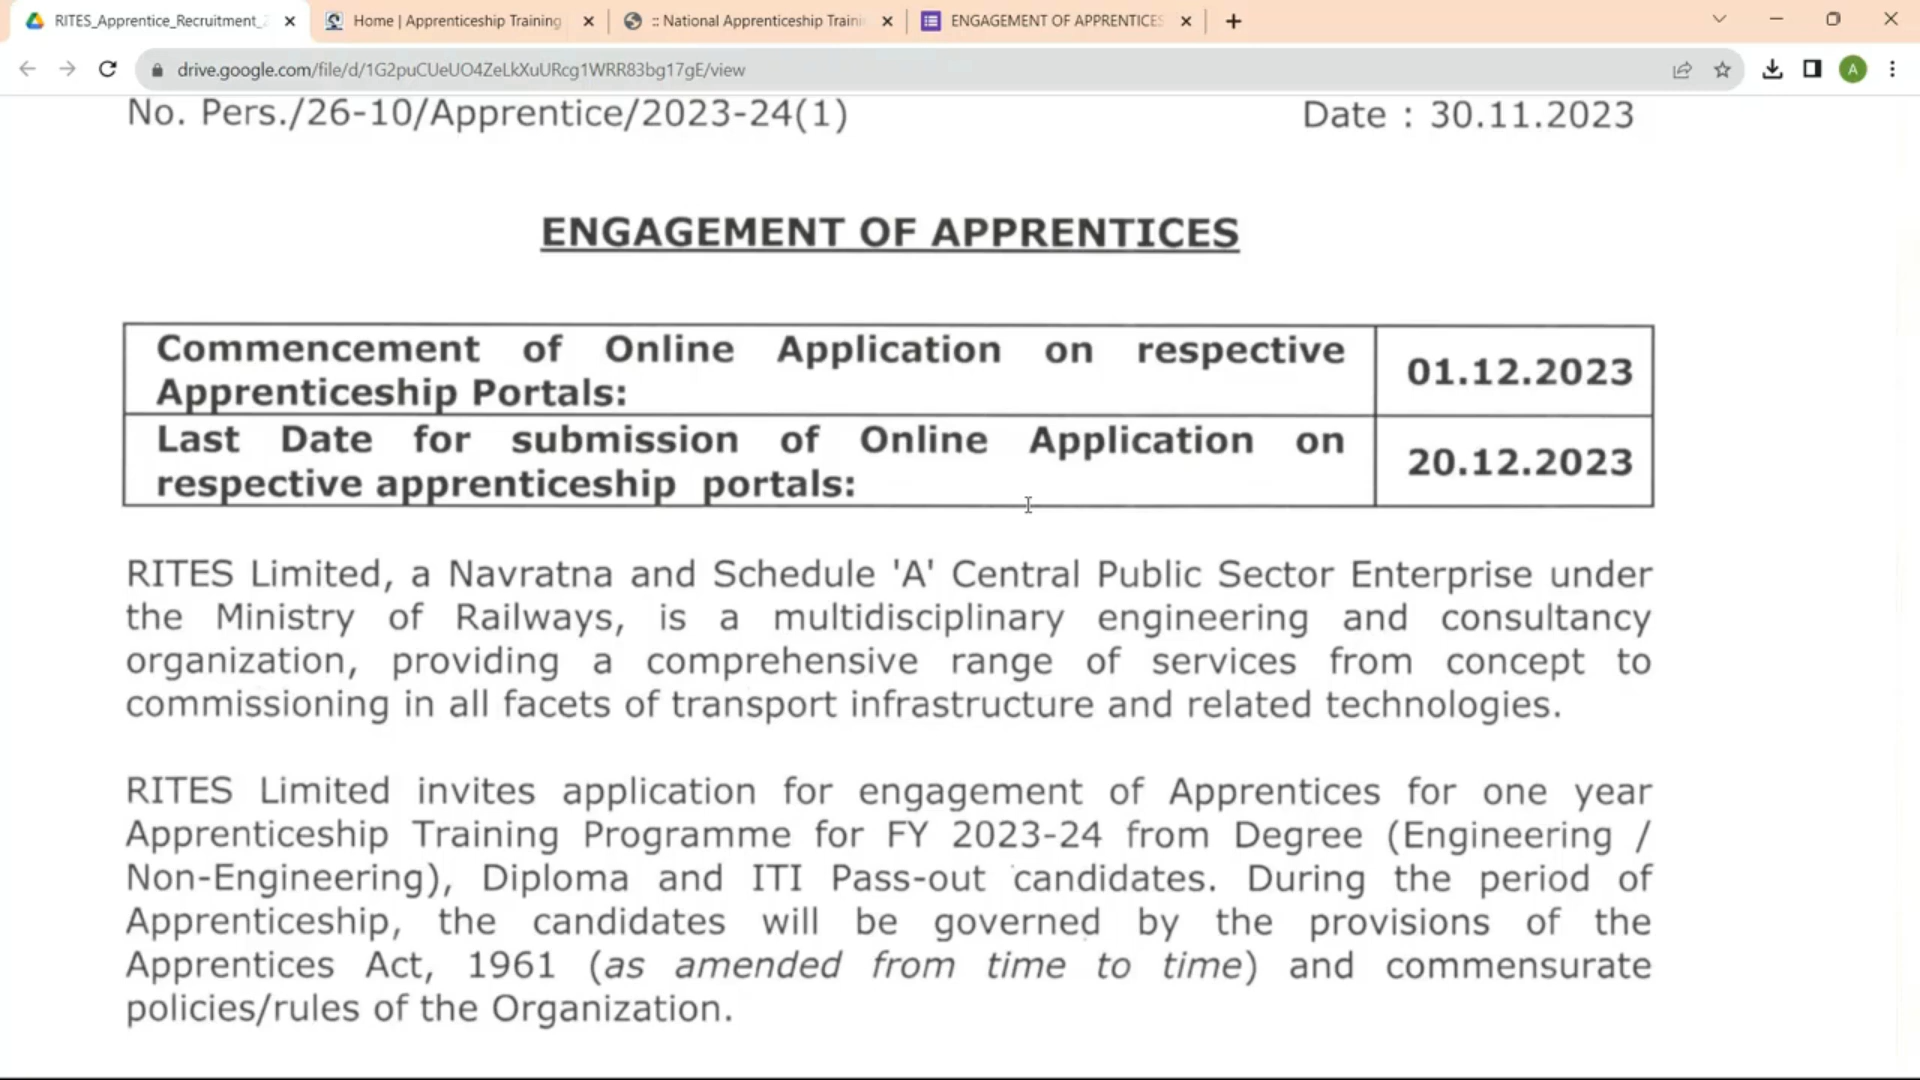 RITES_Apprentice_Recruitment_2
Home | Apprenticeship Training
:: National Apprenticeship Traini
ENGAGEMENT OF APPRENTICES
drive.google.com/file/d/1G2puCUeUO4ZeLkXuURcg1WRR83bg17gE/view
A
No. Pers./26-10/Apprentice/2023-24(1) Date : 30.11.2023
ENGAGEMENT OF APPRENTICES
Commencement of Online Application on respective
Apprenticeship Portals:
01.12.2023
Last Date for submission of Online Application on
respective apprenticeship portals:
20.12.2023
RITES Limited, a Navratna and Schedule 'A' Central Public Sector Enterprise under
the Ministry of Railways, is a multidisciplinary engineering and consultancy
organization, providing a comprehensive range of services from concept to
commissioning in all facets of transport infrastructure and related technologies.
RITES Limited invites application for engagement of Apprentices for one year
Apprenticeship Training Programme for FY 2023-24 from Degree (Engineering /
Non-Engineering), Diploma and ITI Pass-out candidates. During the period of
Apprenticeship, the candidates will be governed by the provisions of the
Apprentices Act, 1961 (as amended from time to time) and commensurate
policies/rules of the Organization.